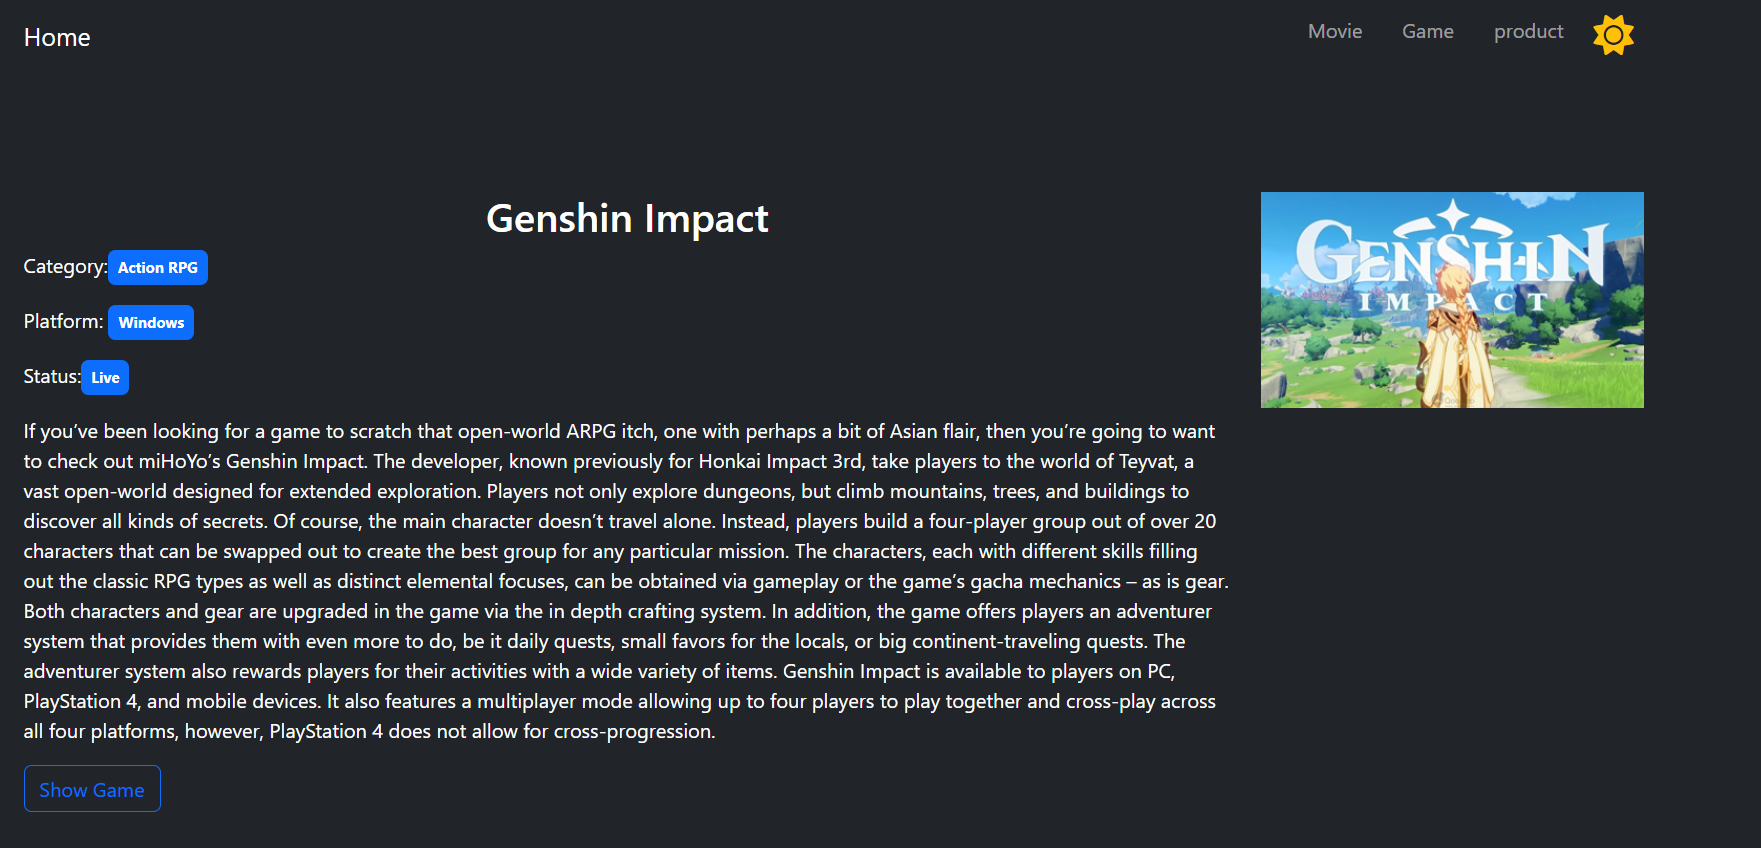 Home
Movie
Game
product
Genshin Impact
GENSHIN
IMPACT
Category: Action RPG
Platform: Windows
Status: Live
If you’ve been looking for a game to scratch that open-world ARPG itch, one with perhaps a bit of Asian flair, then you’re going to want
to check out miHoYo’s Genshin Impact. The developer, known previously for Honkai Impact 3rd, take players to the world of Teyvat, a
vast open-world designed for extended exploration. Players not only explore dungeons, but climb mountains, trees, and buildings to
discover all kinds of secrets. Of course, the main character doesn’t travel alone. Instead, players build a four-player group out of over 20
characters that can be swapped out to create the best group for any particular mission. The characters, each with different skills filling
out the classic RPG types as well as distinct elemental focuses, can be obtained via gameplay or the game’s gacha mechanics – as is gear.
Both characters and gear are upgraded in the game via the in depth crafting system. In addition, the game offers players an adventurer
system that provides them with even more to do, be it daily quests, small favors for the locals, or big continent-traveling quests. The
adventurer system also rewards players for their activities with a wide variety of items. Genshin Impact is available to players on PC,
PlayStation 4, and mobile devices. It also features a multiplayer mode allowing up to four players to play together and cross-play across
all four platforms, however, PlayStation 4 does not allow for cross-progression.
Show Game